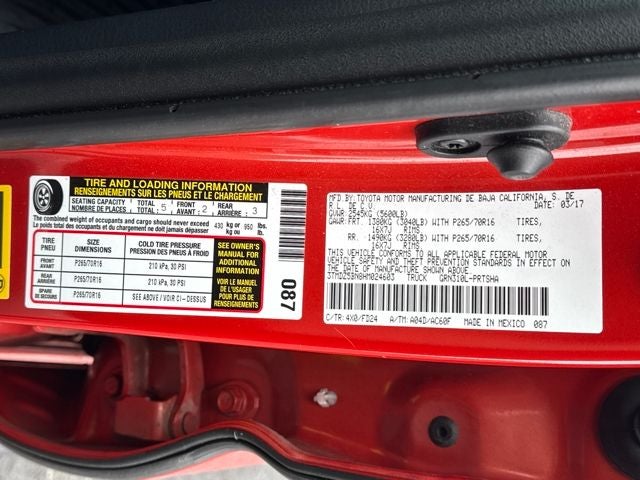 TIRE AND LOADING INFORMATION
RENSEIGNEMENTS SUR LES PNEUS ET LE CHARGEMENT
SEATING CAPACITY
NOMBRE DE PLACES : TOTAL 5 FRONT AVANT : 2 REAR ARRIÈRE : 3
The combined weight of occupants and cargo should never exceed
Le poids total des occupants et du chargement ne doit jamais dépasser
430 kg or 950 lbs.
kg ou lb.
TIRE PNEU
SIZE DIMENSIONS
COLD TIRE PRESSURE
PRESSION DES PNEUS À FROID
FRONT AVANT P265/70R16 210 kPa, 30 PSI
REAR ARRIÈRE P265/70R16 210 kPa, 30 PSI
SPARE DE SECOURS P265/70R16 SEE ABOVE / VOIR CI - DESSUS
SEE OWNER'S
MANUAL FOR
ADDITIONAL
INFORMATION
VOIR LE MANUEL
DE L'USAGER
POUR PLUS DE
RENSEIGNEMENTS
087
MFD. BY: TOYOTA MOTOR MANUFACTURING DE BAJA CALIFORNIA, S. DE
R. L. DE C.V. DATE: 03/17
GVWR: 2545KG (5600LB)
GAWR: FRT. 1380KG (3040LB) WITH P265/70R16 TIRES,
16X7J RIMS
RR. 1490KG (3280LB) WITH P265/70R16 TIRES,
16X7J RIMS
THIS VEHICLE CONFORMS TO ALL APPLICABLE FEDERAL MOTOR
VEHICLE SAFETY AND THEFT PREVENTION STANDARDS IN EFFECT ON
THE DATE OF MANUFACTURE SHOWN ABOVE.
3TMDZ5BN8HM024603 TRUCK GRN310L-PRTSHA
C/TR: 4X0/FD24 A/TM: A04D/AC60F MADE IN MEXICO 087